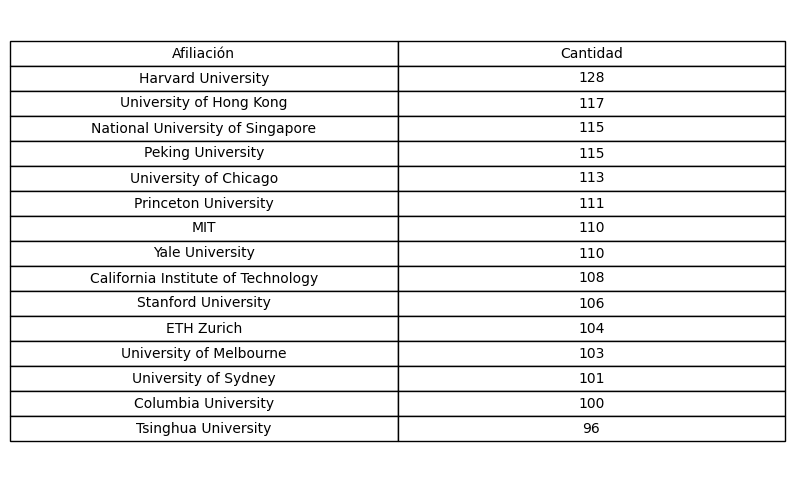 Afiliación Cantidad
Harvard University 128
University of Hong Kong 117
National University of Singapore 115
Peking University 115
University of Chicago 113
Princeton University 111
MIT 110
Yale University 110
California Institute of Technology 108
Stanford University 106
ETH Zurich 104
University of Melbourne 103
University of Sydney 101
Columbia University 100
Tsinghua University 96